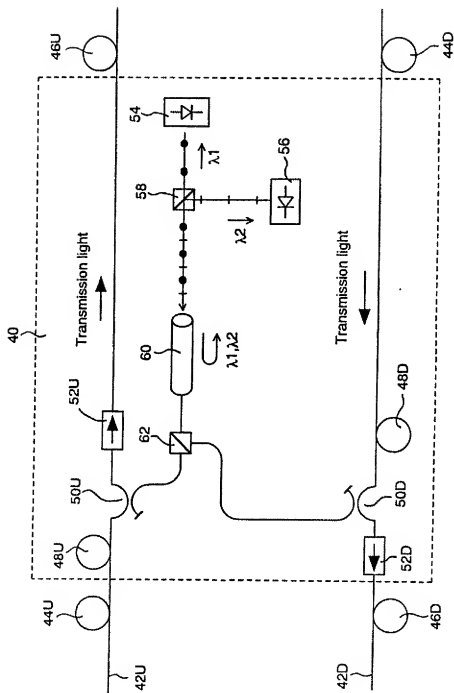 46U
44D
54
λ1
58
56
λ2
40
Transmission light
60
λ1,λ2
Transmission light
52U
62
50U
48D
48U
50D
52D
44U
46D
42U
42D